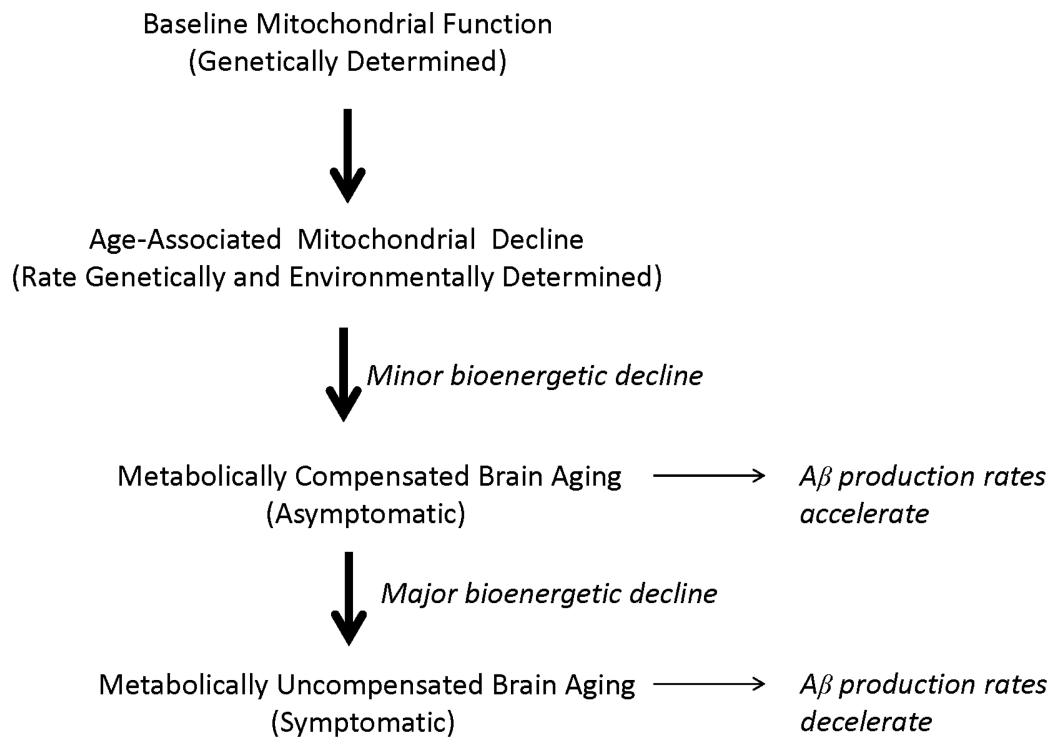 Baseline Mitochondrial Function
(Genetically Determined)
Age-Associated Mitochondrial Decline
(Rate Genetically and Environmentally Determined)
Minor bioenergetic decline
Metabolically Compensated Brain Aging
(Asymptomatic)
Aβ production rates
accelerate
Major bioenergetic decline
Metabolically Uncompensated Brain Aging
(Symptomatic)
Aβ production rates
decelerate